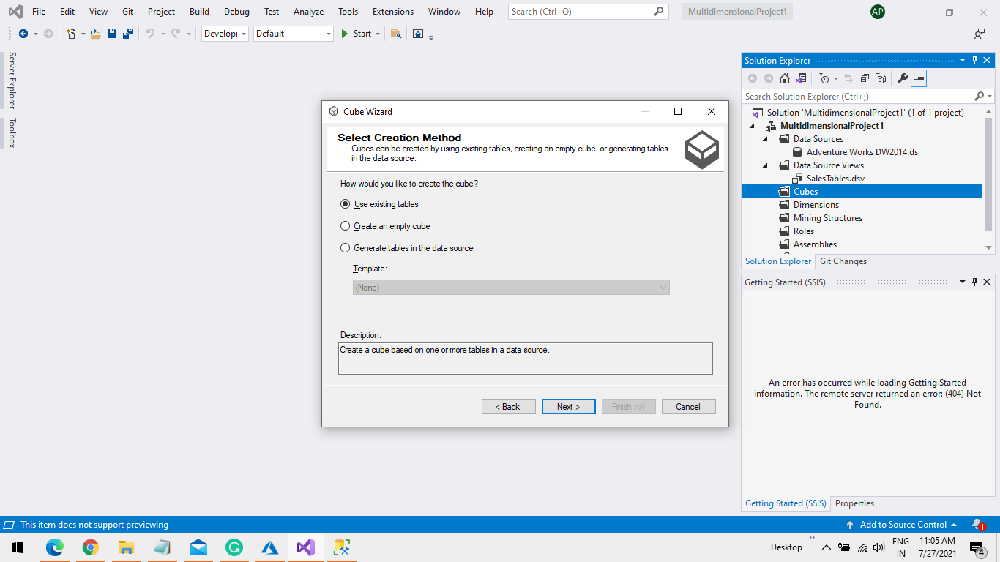 File Edit View Git Project Build Debug Test Analyze Tools Extensions Window Help Search (Ctrl+Q) MultidimensionalProject1 AP
Developı Default Start
Server Explorer
Toolbox
Cube Wizard
Select Creation Method
Cubes can be created by using existing tables, creating an empty cube, or generating tables
in the data source.
How would you like to create the cube?
Use existing tables
Create an empty cube
Generate tables in the data source
Template:
(None)
Description:
Create a cube based on one or more tables in a data source.
< Back Next > Finish >>| Cancel
Solution Explorer
Search Solution Explorer (Ctrl+;)
Solution 'MultidimensionalProject1' (1 of 1 project)
MultidimensionalProject1
Data Sources
Adventure Works DW2014.ds
Data Source Views
SalesTables.dsv
Cubes
Dimensions
Mining Structures
Roles
Assemblies
Solution Explorer Git Changes
Getting Started (SSIS)
An error has occurred while loading Getting Started
information. The remote server returned an error: (404) Not
Found.
Getting Started (SSIS) Properties
This item does not support previewing Add to Source Control 1
Desktop ENG 11:05 AM
IN 7/27/2021 4